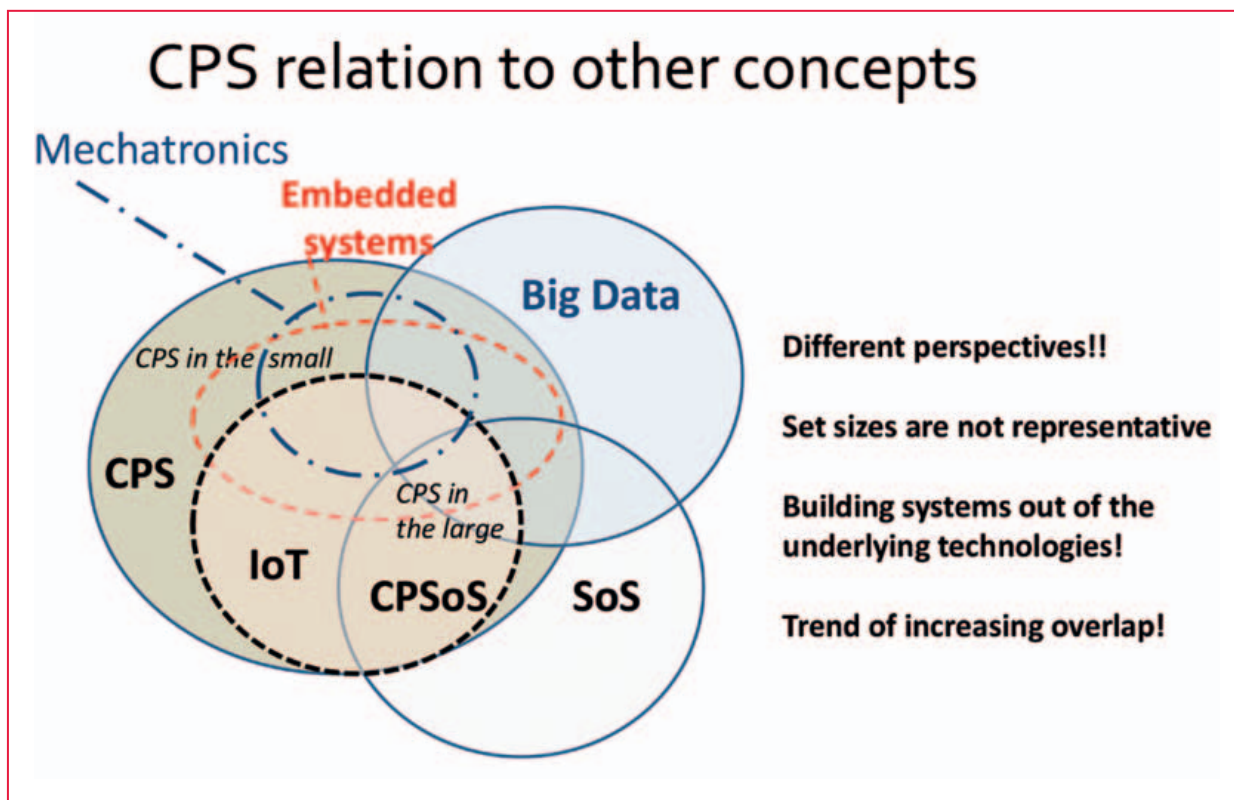 CPS relation to other concepts
Mechatronics
Embedded
systems
Big Data
CPS in the small
CPS
CPS in
the large
IoT
CPSoS
SoS
Different perspectives!!
Set sizes are not representative
Building systems out of the
underlying technologies!
Trend of increasing overlap!